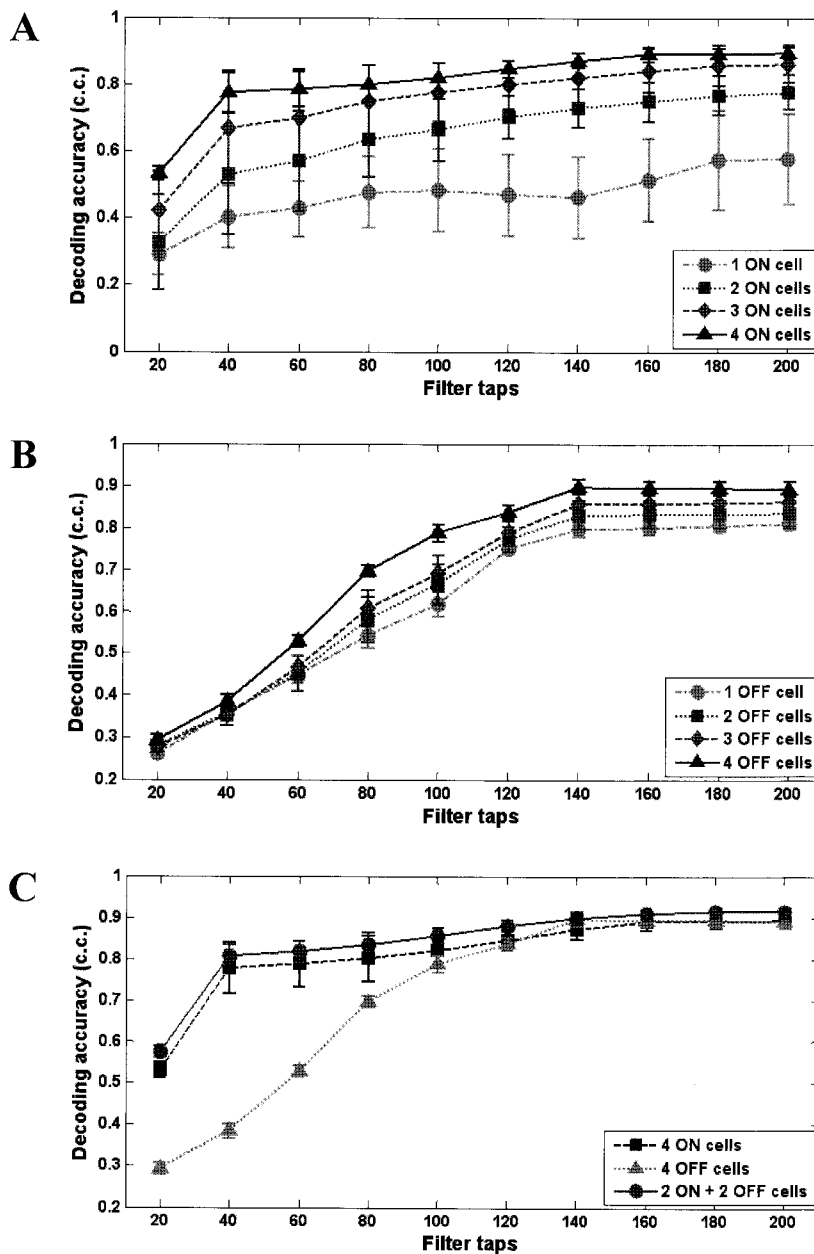 A
Decoding accuracy (c.c.)
1
0.8
0.6
0.4
0.2
0
20 40 60 80 100 120 140 160 180 200
Filter taps
1 ON cell
2 ON cells
3 ON cells
4 ON cells
B
Decoding accuracy (c.c.)
1
0.9
0.8
0.7
0.6
0.5
0.4
0.3
0.2
20 40 60 80 100 120 140 160 180 200
Filter taps
1 OFF cell
2 OFF cells
3 OFF cells
4 OFF cells
C
Decoding accuracy (c.c.)
1
0.9
0.8
0.7
0.6
0.5
0.4
0.3
0.2
20 40 60 80 100 120 140 160 180 200
Filter taps
4 ON cells
4 OFF cells
2 ON + 2 OFF cells